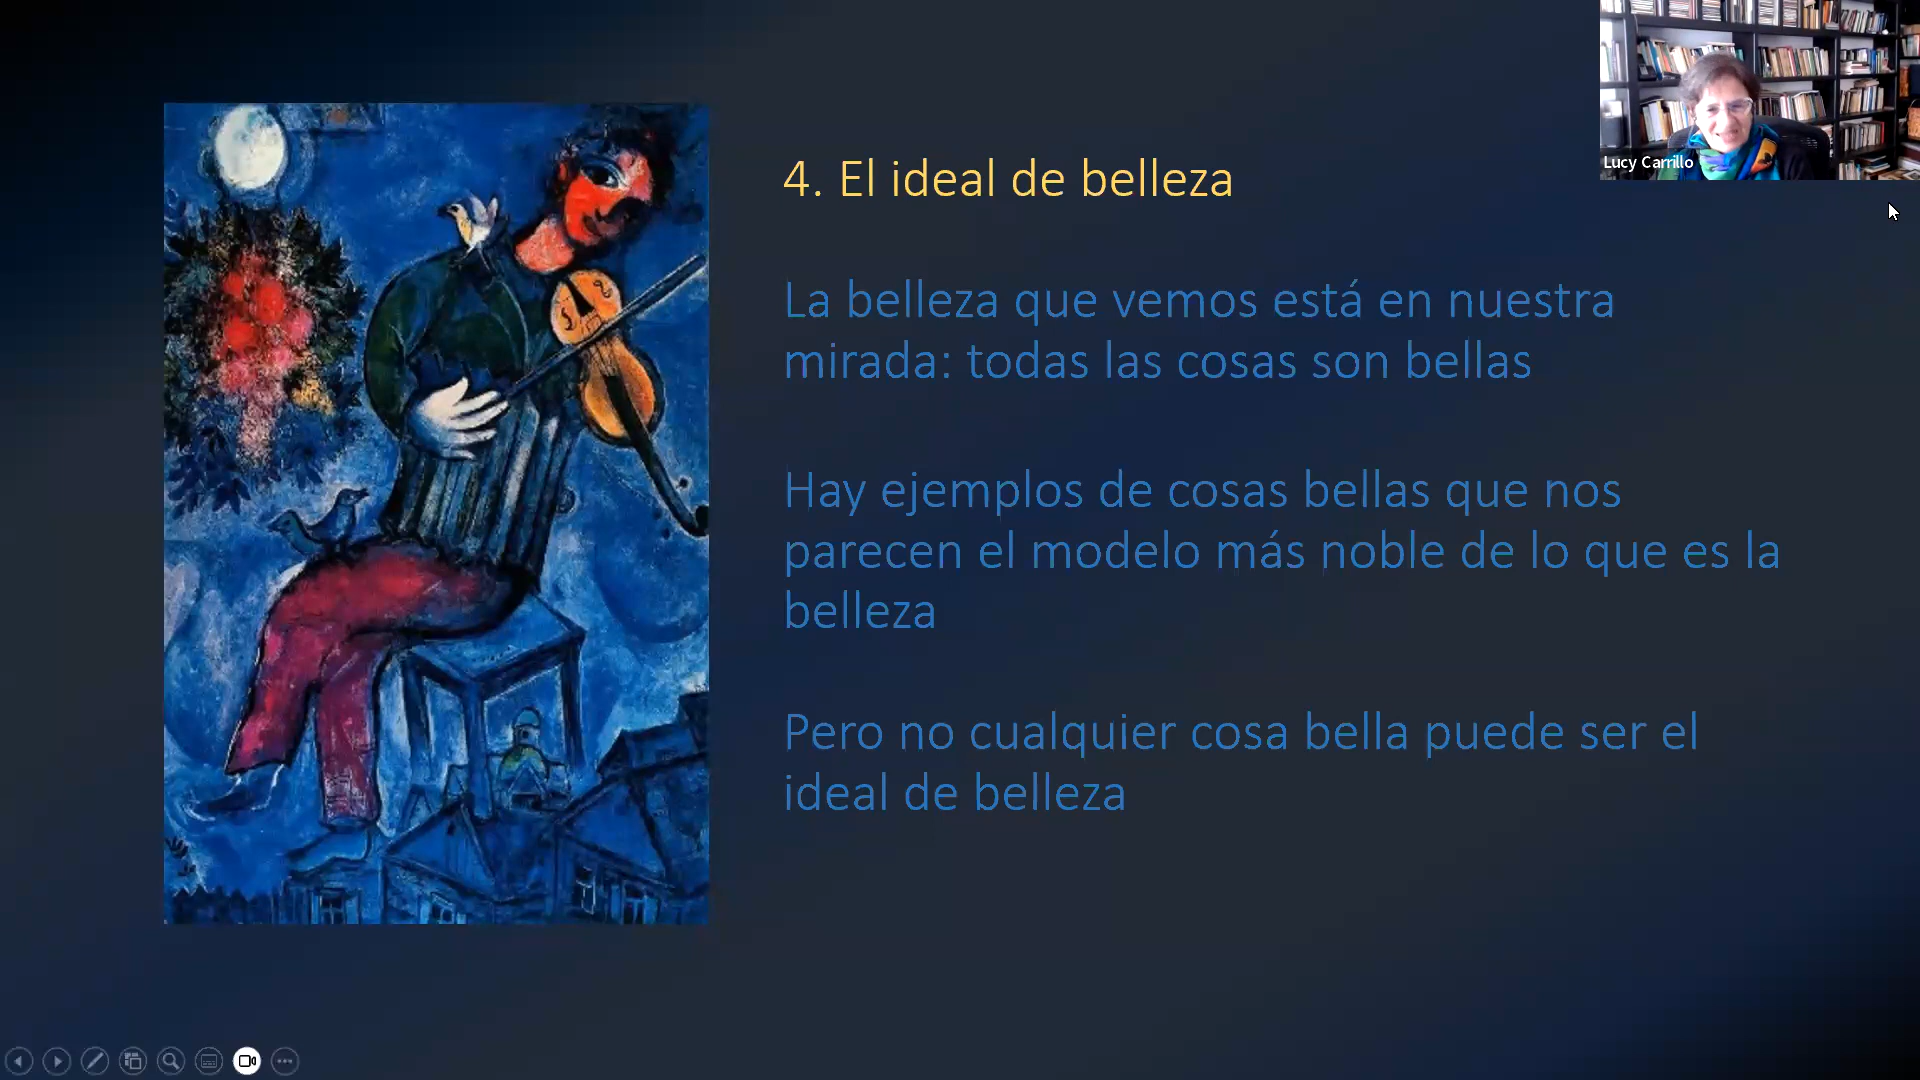 4. El ideal de belleza
La belleza que vemos está en nuestra
mirada: todas las cosas son bellas
Hay ejemplos de cosas bellas que nos
parecen el modelo más noble de lo que es la
belleza
Pero no cualquier cosa bella puede ser el
ideal de belleza
Lucy Carrillo